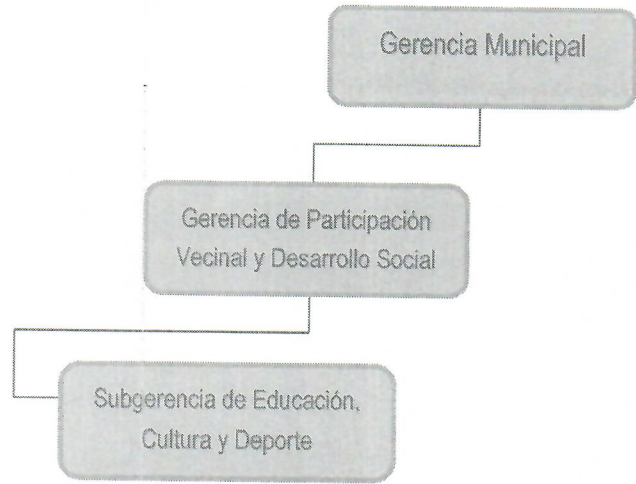 Gerencia Municipal
Gerencia de Participación
Vecinal y Desarrollo Social
Subgerencia de Educación,
Cultura y Deporte